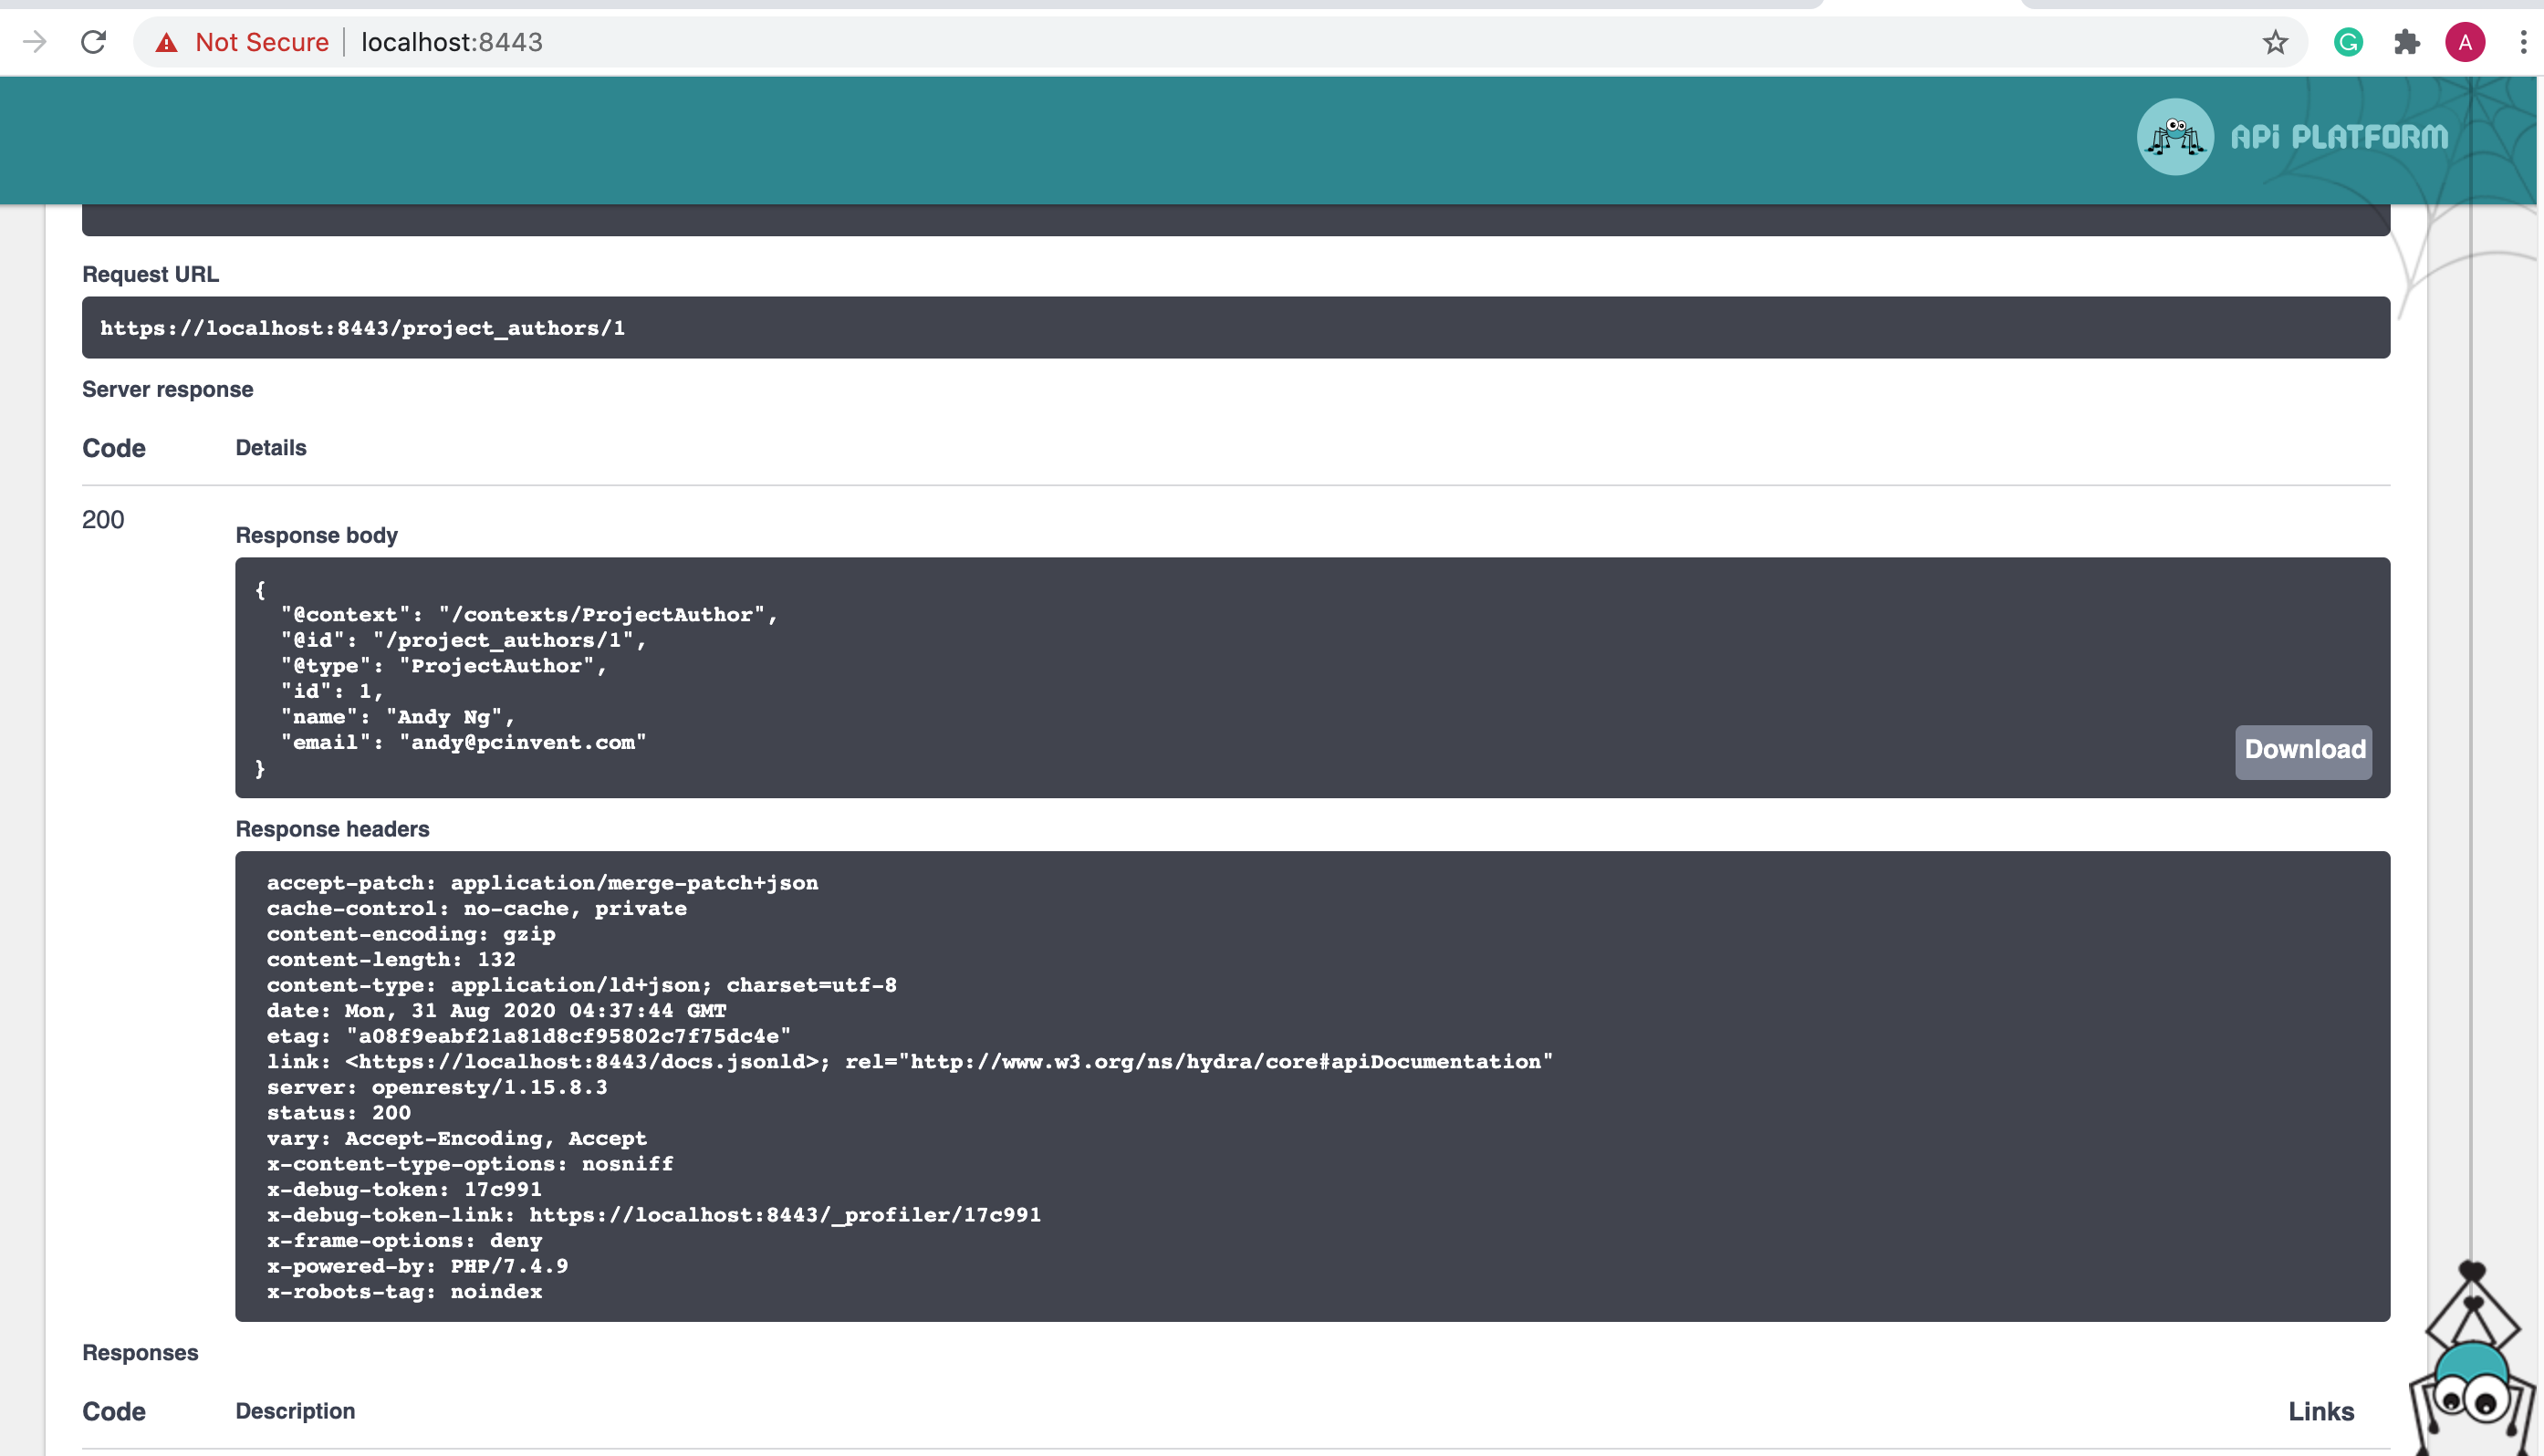 Not Secure | localhost:8443
A
API PLATFORM
Request URL
https://localhost:8443/project_authors/1
Server response
Code Details
200
Response body
{
"@context": "/contexts/ProjectAuthor",
"@id": "/project_authors/1",
"@type": "ProjectAuthor",
"id": 1,
"name": "Andy Ng",
"email": "andy@pcinvent.com"
}
Download
Response headers
accept-patch: application/merge-patch+json
cache-control: no-cache, private
content-encoding: gzip
content-length: 132
content-type: application/ld+json; charset=utf-8
date: Mon, 31 Aug 2020 04:37:44 GMT
etag: "a08f9eabf21a81d8cf95802c7f75dc4e"
link: <https://localhost:8443/docs.jsonld>; rel="http://www.w3.org/ns/hydra/core#apiDocumentation"
server: openresty/1.15.8.3
status: 200
vary: Accept-Encoding, Accept
x-content-type-options: nosniff
x-debug-token: 17c991
x-debug-token-link: https://localhost:8443/_profiler/17c991
x-frame-options: deny
x-powered-by: PHP/7.4.9
x-robots-tag: noindex
Responses
Code Description Links